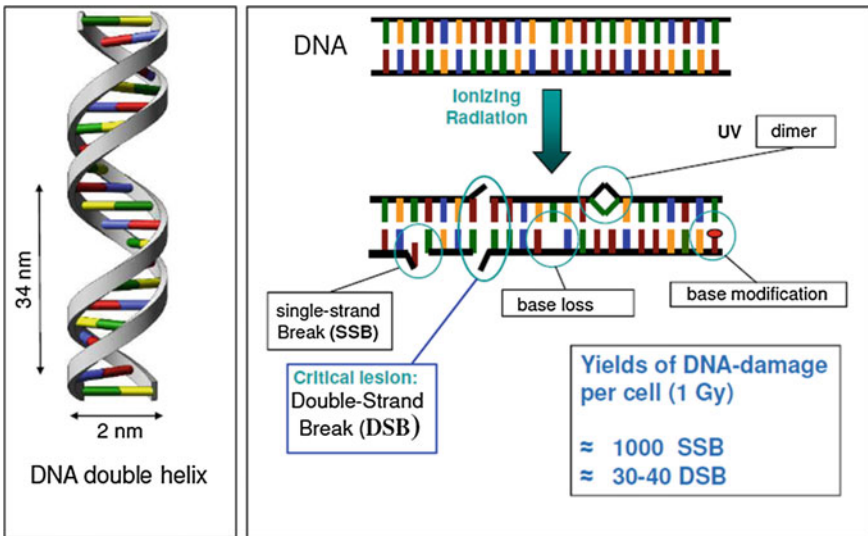 34 nm
2 nm
DNA double helix
DNA
Ionizing
Radiation
UV
dimer
single-strand
Break (SSB)
base loss
base modification
Critical lesion:
Double-Strand
Break (DSB)
Yields of DNA-damage
per cell (1 Gy)
≈ 1000 SSB
≈ 30-40 DSB